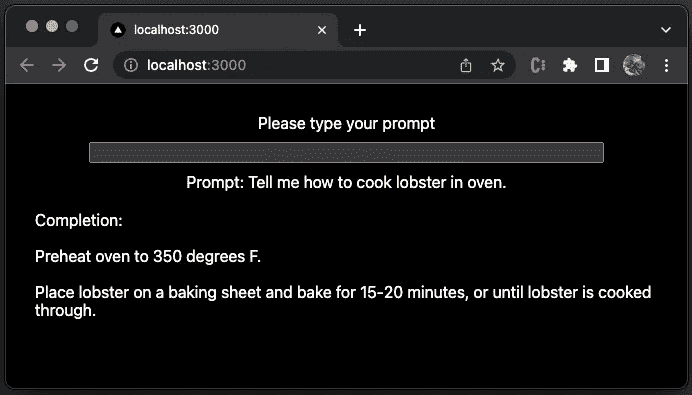 localhost:3000
localhost:3000
Please type your prompt
Prompt: Tell me how to cook lobster in oven.
Completion:
Preheat oven to 350 degrees F.
Place lobster on a baking sheet and bake for 15-20 minutes, or until lobster is cooked
through.